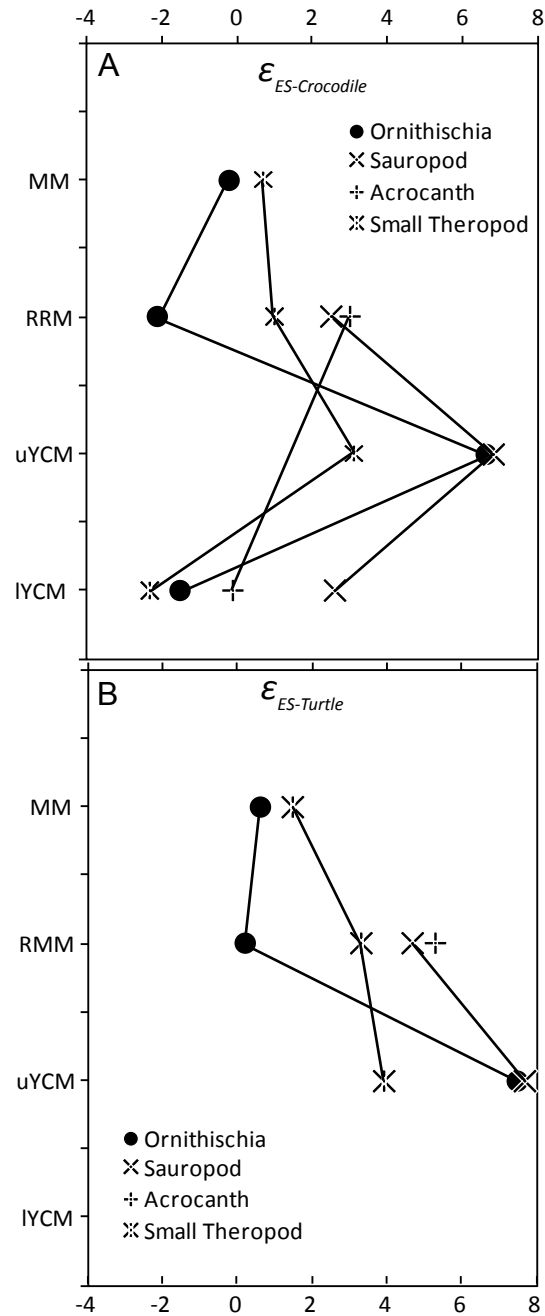 -4 -2 0 2 4 6 8
A
εES-Crocodile
Ornithischia
Sauropod
Acrocanth
Small Theropod
MM
RRM
uYCM
lYCM
B
εES-Turtle
MM
RMM
uYCM
lYCM
Ornithischia
Sauropod
Acrocanth
Small Theropod
-4 -2 0 2 4 6 8